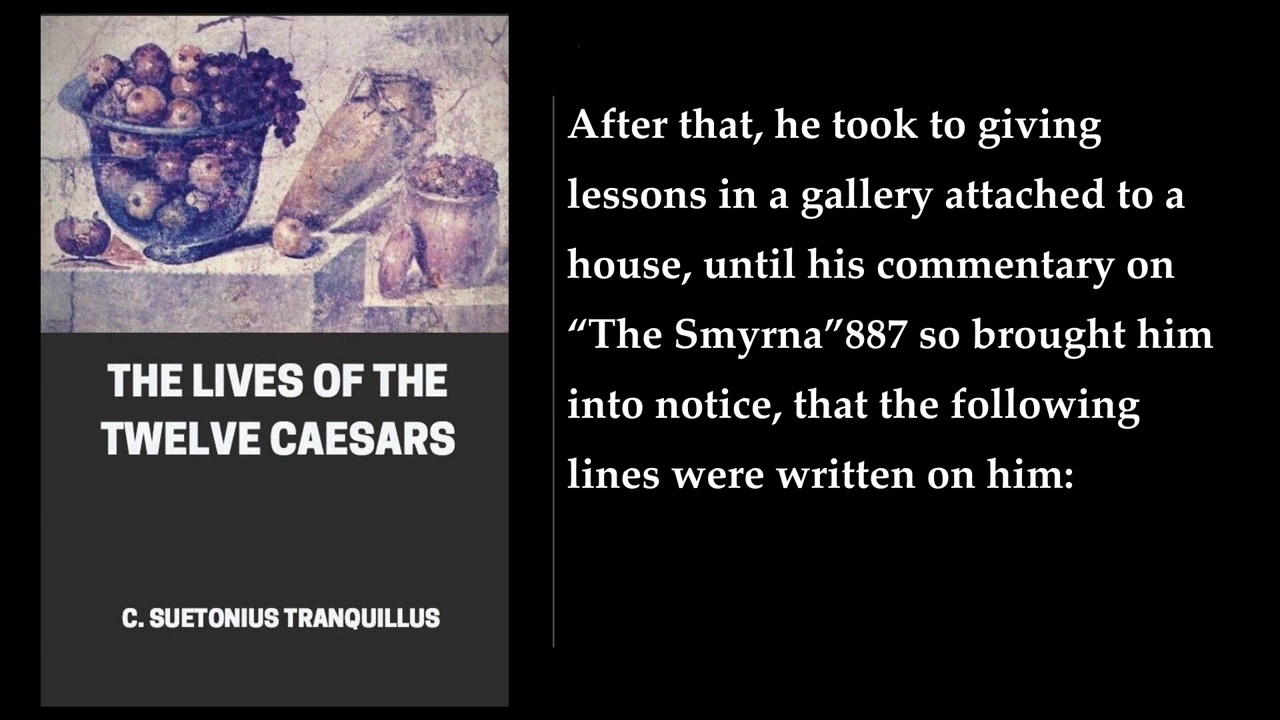 THE LIVES OF THE
TWELVE CAESARS
C. SUETONIUS TRANQUILLUS
After that, he took to giving
lessons in a gallery attached to a
house, until his commentary on
“The Smyrna”887 so brought him
into notice, that the following
lines were written on him: